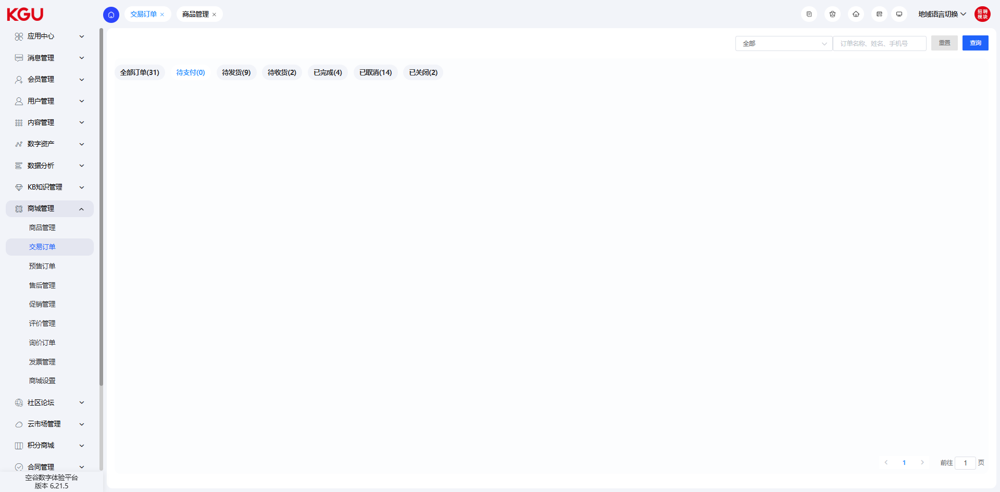 KGU
交易订单
商品管理
地域语言切换
招聘
模块
应用中心
消息管理
会员管理
用户管理
内容管理
数字资产
数据分析
KB知识管理
商城管理
商品管理
交易订单
预售订单
售后管理
促销管理
评价管理
询价订单
发票管理
商城设置
社区论坛
云市场管理
积分商城
合同管理
空谷数字体验平台
版本 6.21.5
全部
订单名称、姓名、手机号
重置
查询
全部订单(31)
待支付(0)
待发货(9)
待收货(2)
已完成(4)
已取消(14)
已关闭(2)
1
前往 1 页